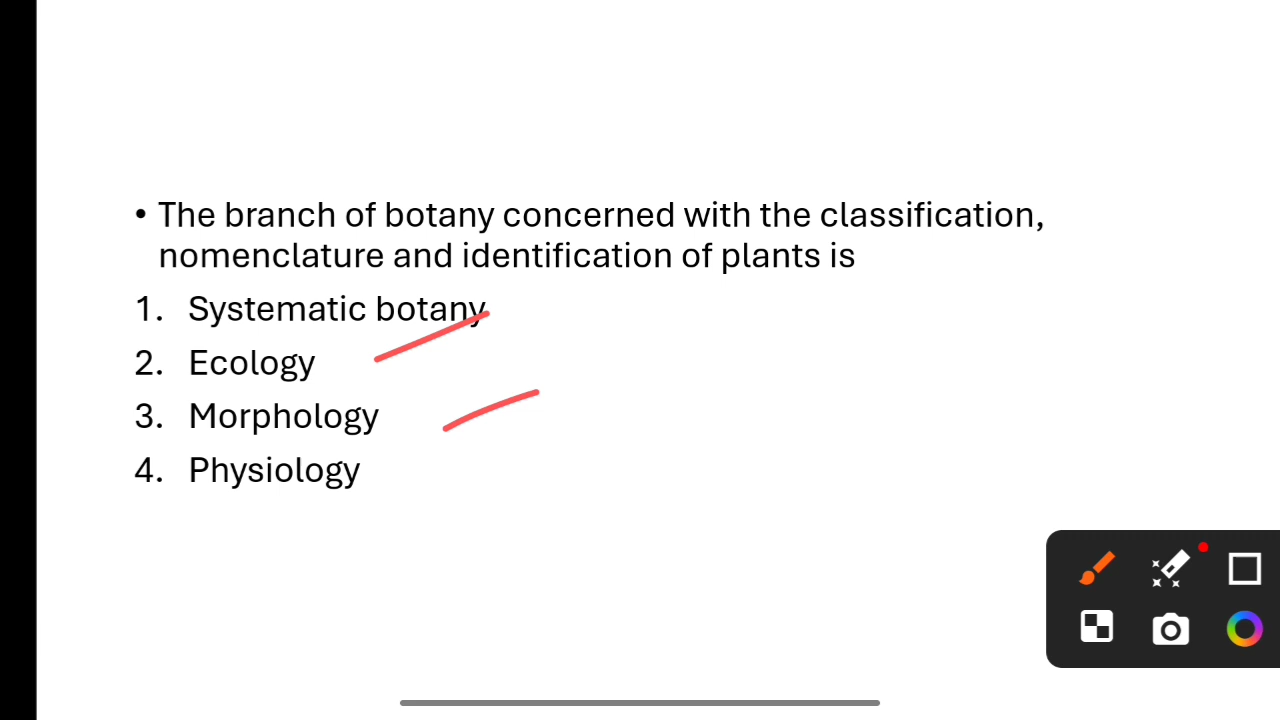 • The branch of botany concerned with the classification,
nomenclature and identification of plants is
1. Systematic botany
2. Ecology
3. Morphology
4. Physiology